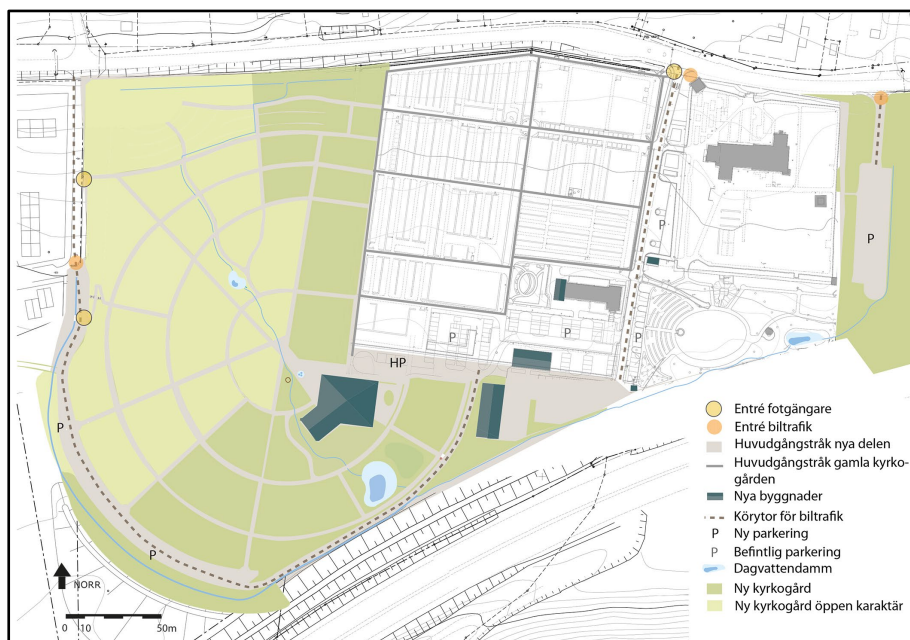 P
P
P
P
P
P
HP
P
P
Entré fotgängare
Entré biltrafik
Huvudgångstråk nya delen
Huvudgångstråk gamla kyrko-
gården
Nya byggnader
Körytor för biltrafik
P Ny parkering
P Befintlig parkering
Dagvattendamm
Ny kyrkogård
Ny kyrkogård öppen karaktär
NORR
0 10 50m